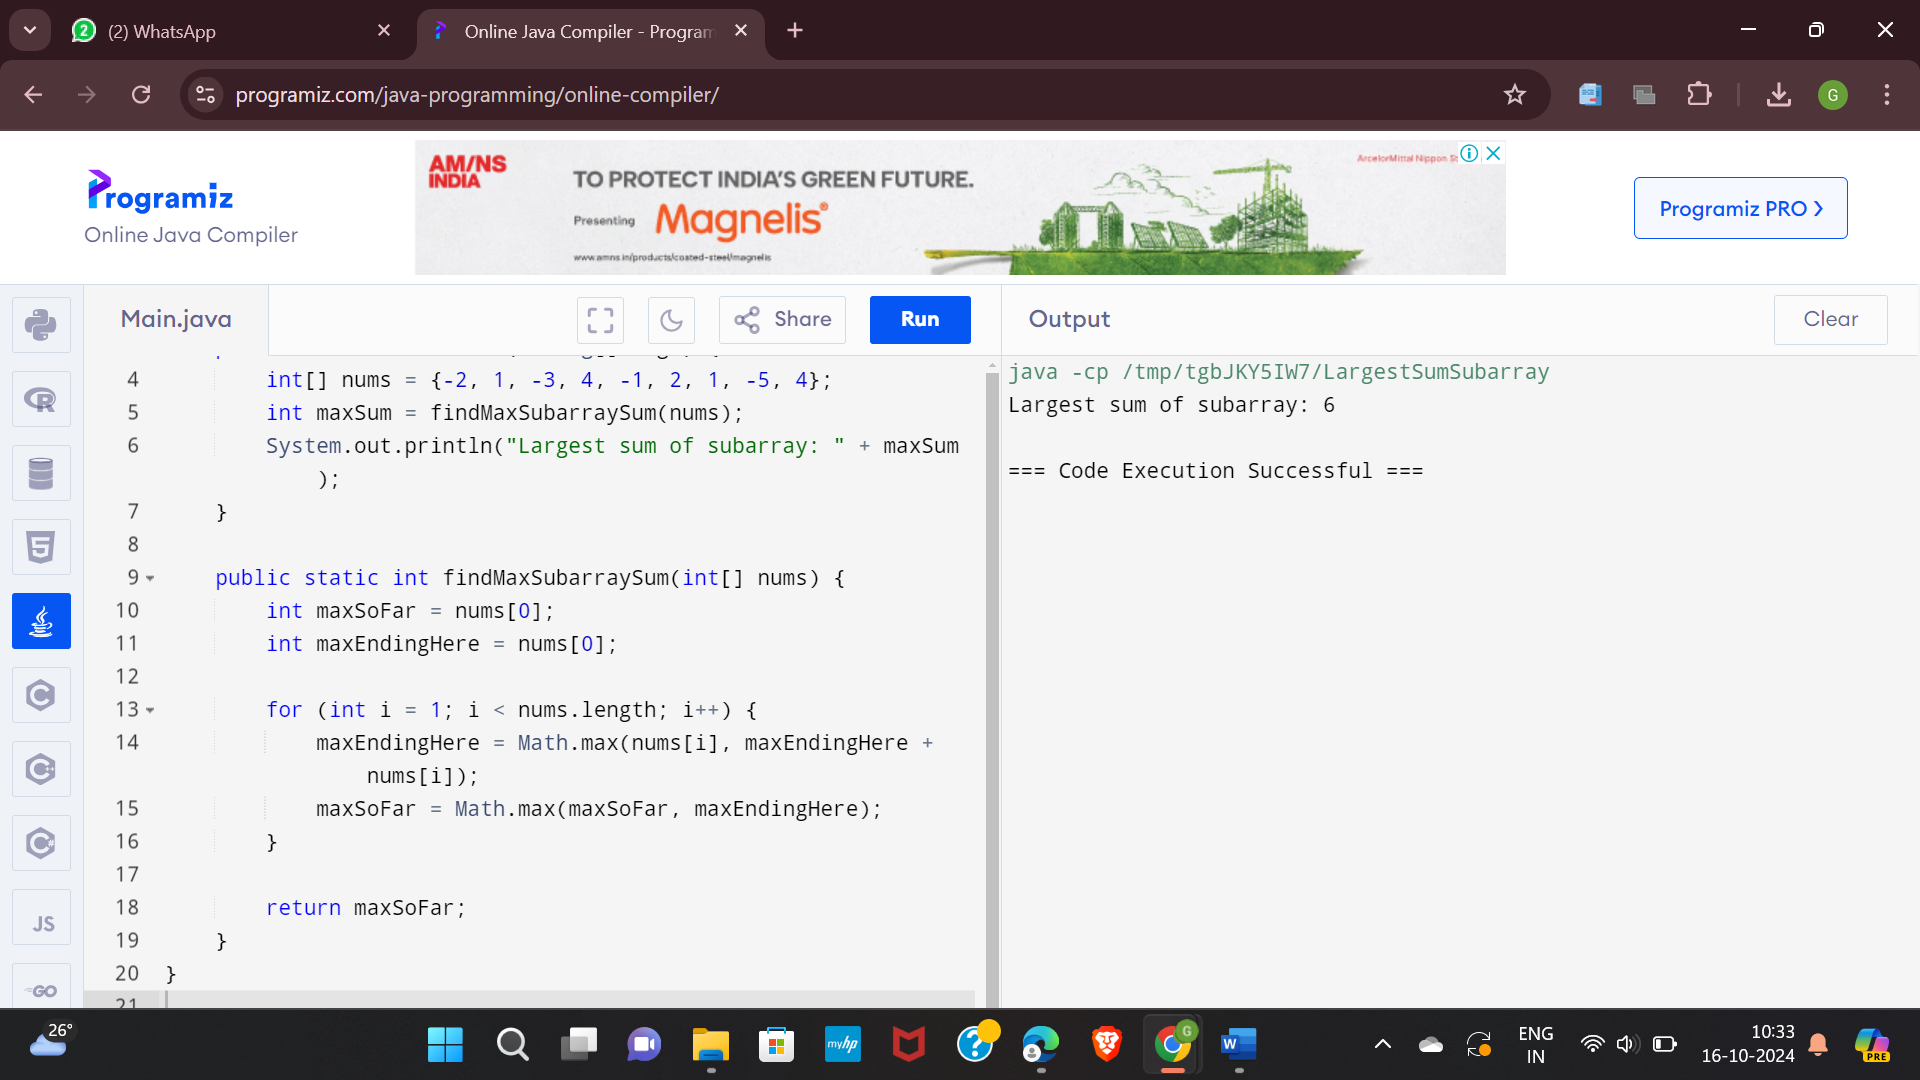 2
(2) WhatsApp
Online Java Compiler - Program
programiz.com/java-programming/online-compiler/
G
AM/NS
INDIA
TO PROTECT INDIA'S GREEN FUTURE.
Presenting Magnelis®
www.amns.in/products/coated-steel/magnelis
ArcelorMittal Nippon
Programiz
Online Java Compiler
Programiz PRO >
Main.java
Share
Run
Output
Clear
4 int[] nums = {-2, 1, -3, 4, -1, 2, 1, -5, 4};
5 int maxSum = findMaxSubarraySum(nums);
6 System.out.println("Largest sum of subarray: " + maxSum
);
7 }
8
9 public static int findMaxSubarraySum(int[] nums) {
10 int maxSoFar = nums[0];
11 int maxEndingHere = nums[0];
12
13 for (int i = 1; i < nums.length; i++) {
14 maxEndingHere = Math.max(nums[i], maxEndingHere +
nums[i]);
15 maxSoFar = Math.max(maxSoFar, maxEndingHere);
16 }
17
18 return maxSoFar;
19 }
20 }
21
java -cp /tmp/tgbJKY5IW7/LargestSumSubarray
Largest sum of subarray: 6
=== Code Execution Successful ===
R
5
C
C++
C#
JS
GO
26°
myhp
G
W
ENG
IN
10:33
16-10-2024
PRE